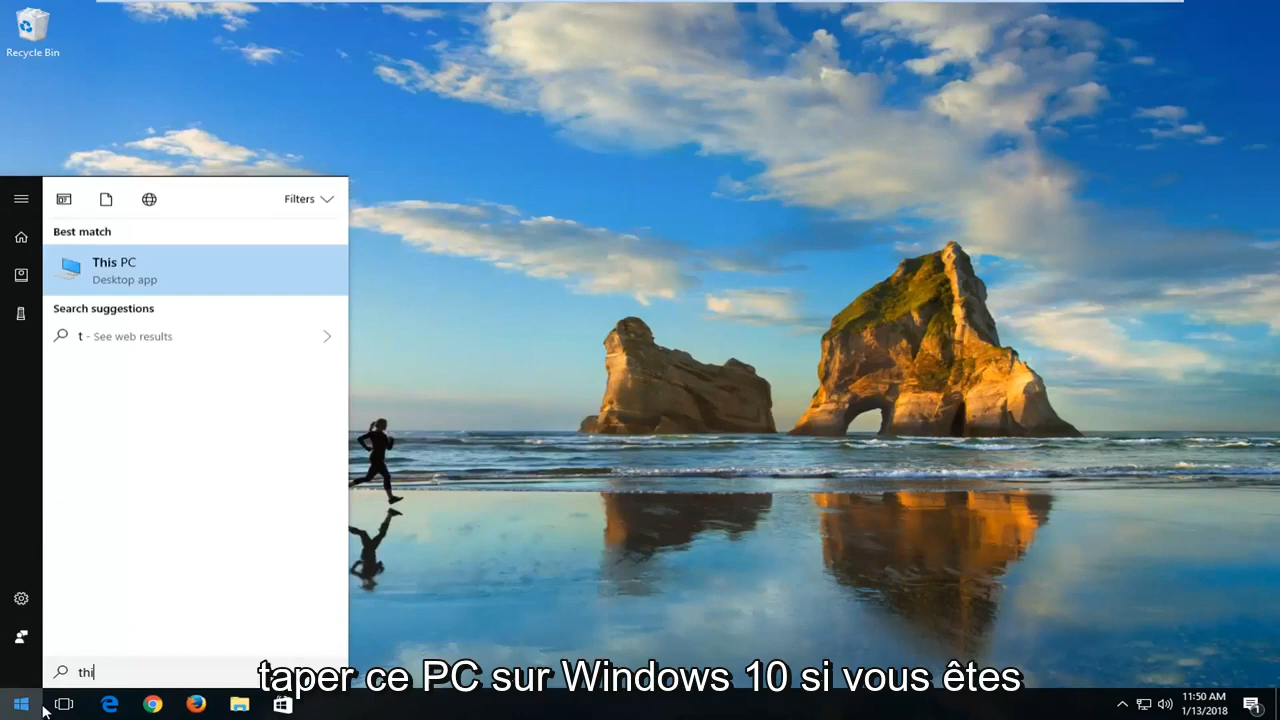 Recycle Bin
Filters
Best match
This PC
Desktop app
Search suggestions
t - See web results
thi
taper ce PC sur Windows 10 si vous êtes
11:50 AM
1/13/2018
1